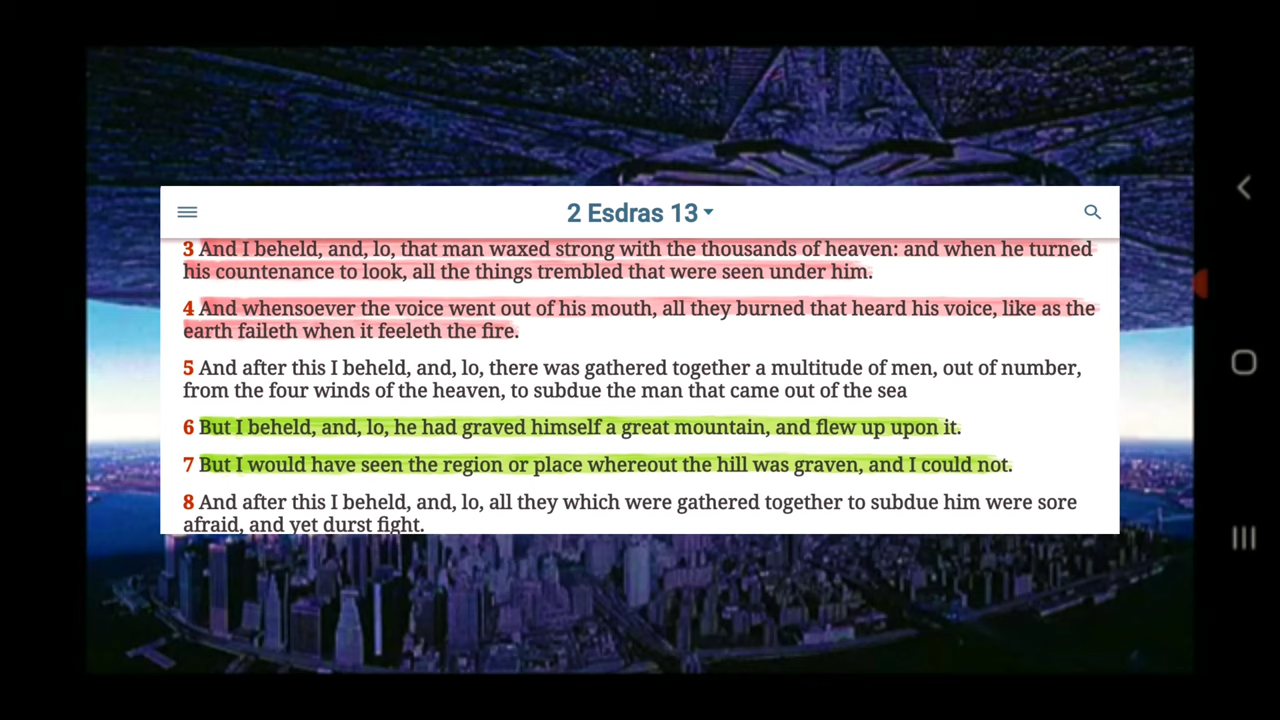 2 Esdras 13
3 And I beheld, and, lo, that man waxed strong with the thousands of heaven: and when he turned
his countenance to look, all the things trembled that were seen under him.
4 And whensoever the voice went out of his mouth, all they burned that heard his voice, like as the
earth faileth when it feeleth the fire.
5 And after this I beheld, and, lo, there was gathered together a multitude of men, out of number,
from the four winds of the heaven, to subdue the man that came out of the sea
6 But I beheld, and, lo, he had graved himself a great mountain, and flew up upon it.
7 But I would have seen the region or place whereout the hill was graven, and I could not.
8 And after this I beheld, and, lo, all they which were gathered together to subdue him were sore
afraid, and yet durst fight.